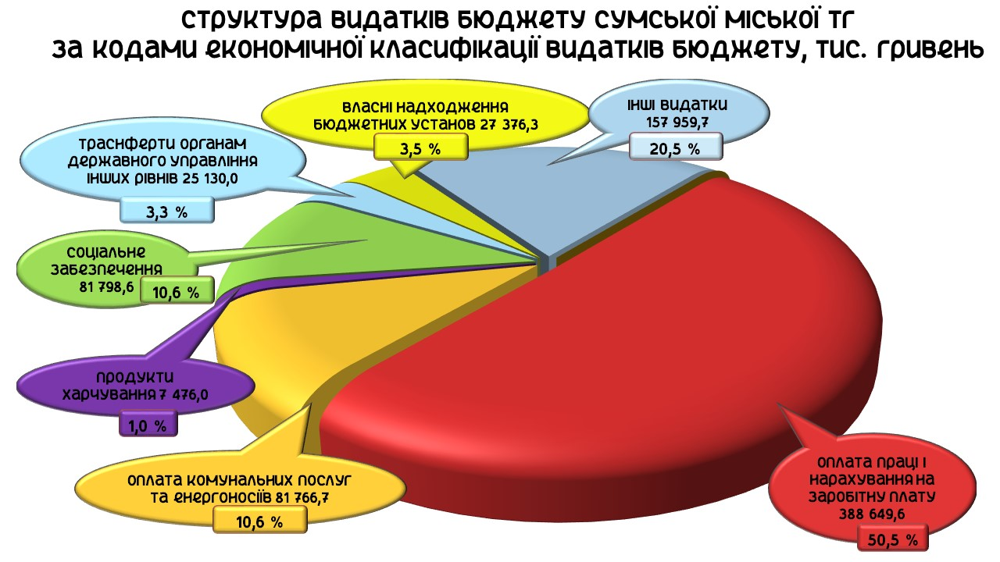 СТРУКТУРА ВИДАТКІВ БЮДЖЕТУ СУМСЬКОЇ МІСЬКОЇ ТГ
ЗА КОДАМИ ЕКОНОМІЧНОЇ КЛАСИФІКАЦІЇ ВИДАТКІВ БЮДЖЕТУ, ТИС. ГРИВЕНЬ
ВЛАСНІ НАДХОДЖЕННЯ
БЮДЖЕТНИХ УСТАНОВ 27 376,3
3,5 %
ІНШІ ВИДАТКИ
157 959,7
20,5 %
ТРАСНФЕРТИ ОРГАНАМ
ДЕРЖАВНОГО УПРАВЛІННЯ
ІНШИХ РІВНІВ 25 130,0
3,3 %
СОЦІАЛЬНЕ
ЗАБЕЗПЕЧЕННЯ
81 798,6
10,6 %
ПРОДУКТИ
ХАРЧУВАННЯ 7 476,0
1,0 %
ОПЛАТА КОМУНАЛЬНИХ ПОСЛУГ
ТА ЕНЕРГОНОСІЇВ 81 766,7
10,6 %
ОПЛАТА ПРАЦІ І
НАРАХУВАННЯ НА
ЗАРОБІТНУ ПЛАТУ
388 649,6
50,5 %